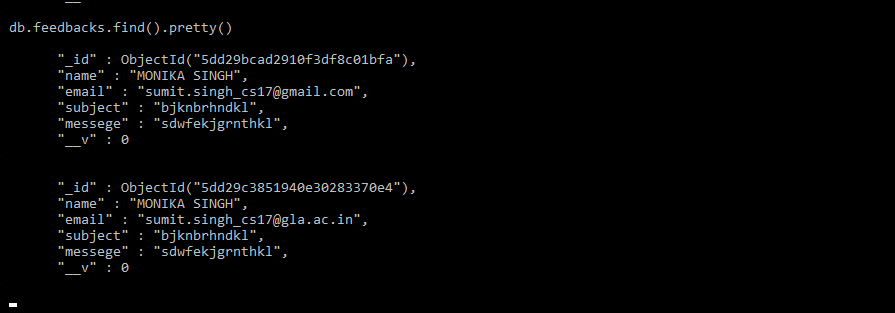 db.feedbacks.find().pretty()
"_id" : ObjectId("5dd29bcad2910f3df8c01bfa"),
"name" : "MONIKA SINGH",
"email" : "sumit.singh_cs17@gmail.com",
"subject" : "bjknbrhndkl",
"messege" : "sdwfekjgrnthkl",
"__v" : 0
"_id" : ObjectId("5dd29c3851940e30283370e4"),
"name" : "MONIKA SINGH",
"email" : "sumit.singh_cs17@gla.ac.in",
"subject" : "bjknbrhndkl",
"messege" : "sdwfekjgrnthkl",
"__v" : 0